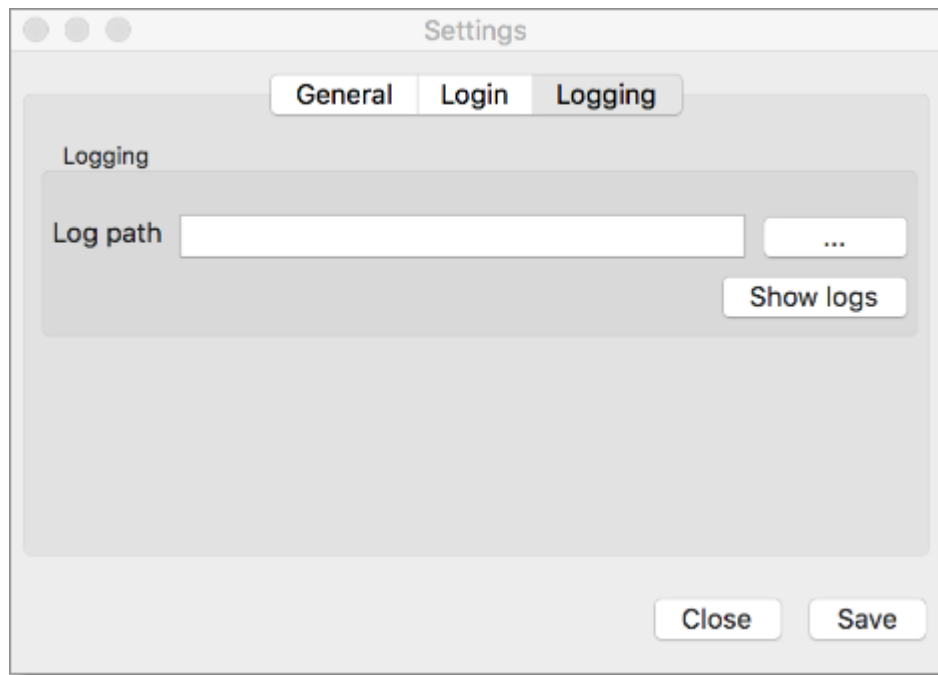 Settings
General Login Logging
Logging
Log path ...
Show logs
Close Save